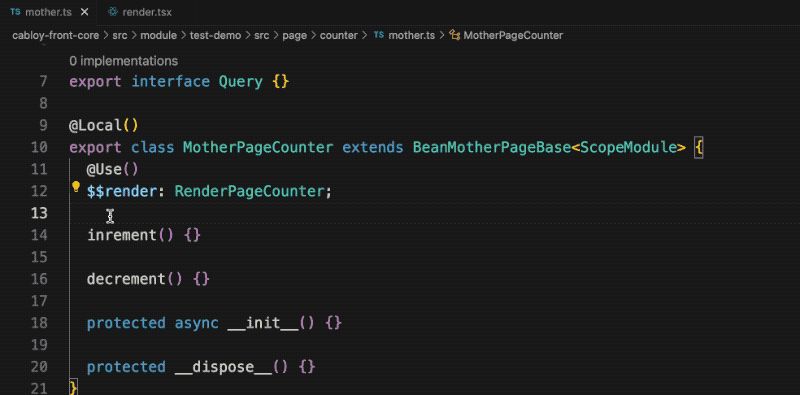 TS mother.ts × render.tsx
cabloy-front-core > src > module > test-demo > src > page > counter > TS mother.ts > MotherPageCounter
0 implementations
7 export interface Query {}
8
9 @Local()
10 export class MotherPageCounter extends BeanMotherPageBase<ScopeModule> {
11 @Use()
12 $$render: RenderPageCounter;
13
14 inrement() {}
15
16 decrement() {}
17
18 protected async __init__() {}
19
20 protected __dispose__() {}
21 }